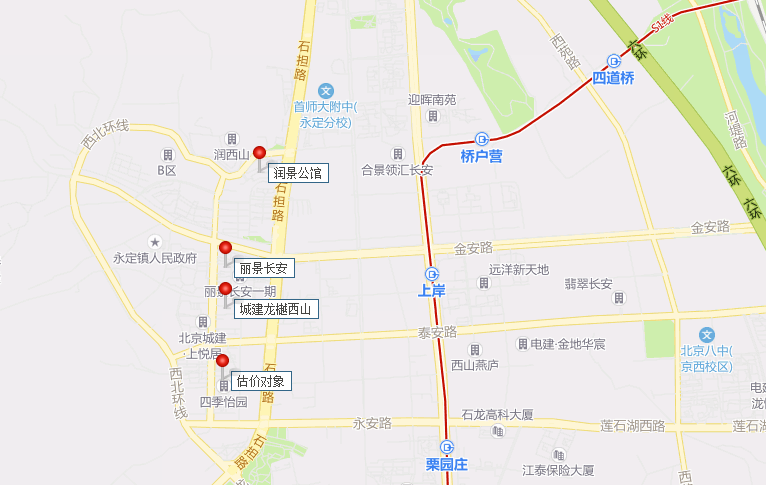 石担路
西苑路
S1线
六环
四道桥
首师大附中(
永定分校)
迎晖南苑
河堤路
西北环线
润西山
B区
桥户营
合景领汇长安
润景公馆
石担路
六环
六环
永定镇人民政府
丽景长安
金安路
金安路
远洋新天地
上岸
翡翠长安
丽景长安一期
城建龙樾西山
北京城建
·上悦居
泰安路
电建·金地华宸
北京八中(
京西校区)
西山燕庐
石担路
估价对象
西北环线
四季怡园
电建
泷悦
永安路
石龙高科大厦
莲石湖西路
莲石湖
石担路
栗园庄
江泰保险大厦